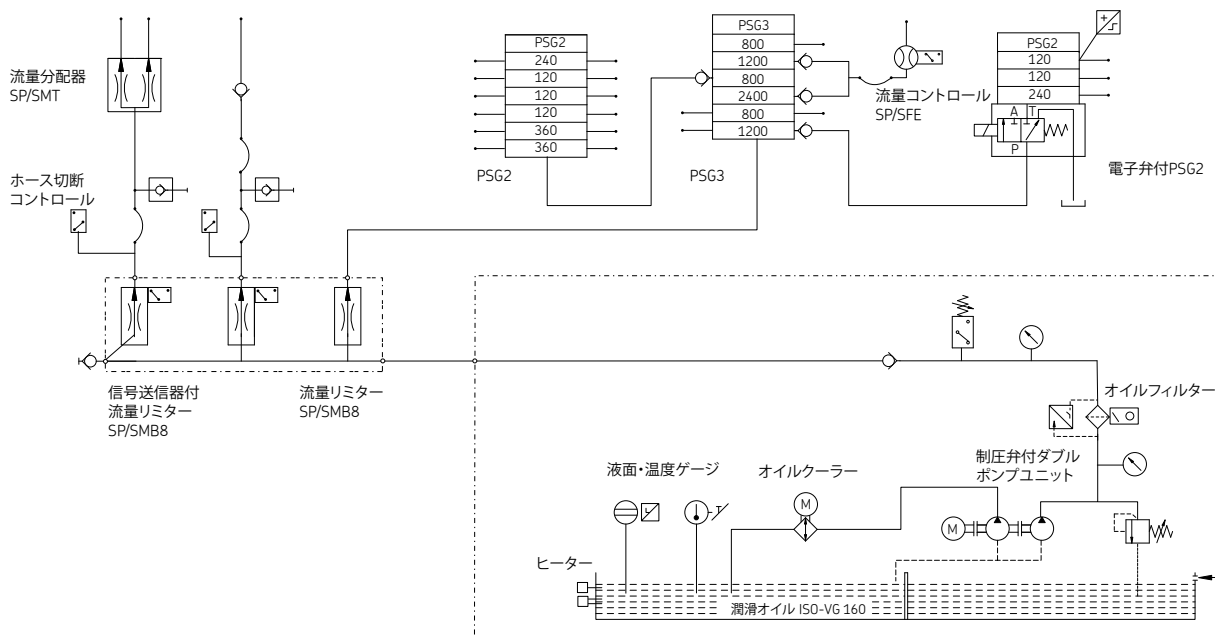 流量分配器
SP/SMT
ホース切断
コントロール
PSG2
240
120
120
120
360
360
PSG2
PSG3
800
1200
800
2400
800
1200
PSG3
流量コントロール
SP/SFE
PSG2
120
120
240
A T
P
電子弁付PSG2
信号送信器付
流量リミター
SP/SMB8
流量リミター
SP/SMB8
オイルフィルター
制圧弁付ダブル
ポンプユニット
液面・温度ゲージ
オイルクーラー
M
M
ヒーター
潤滑オイル ISO-VG 160